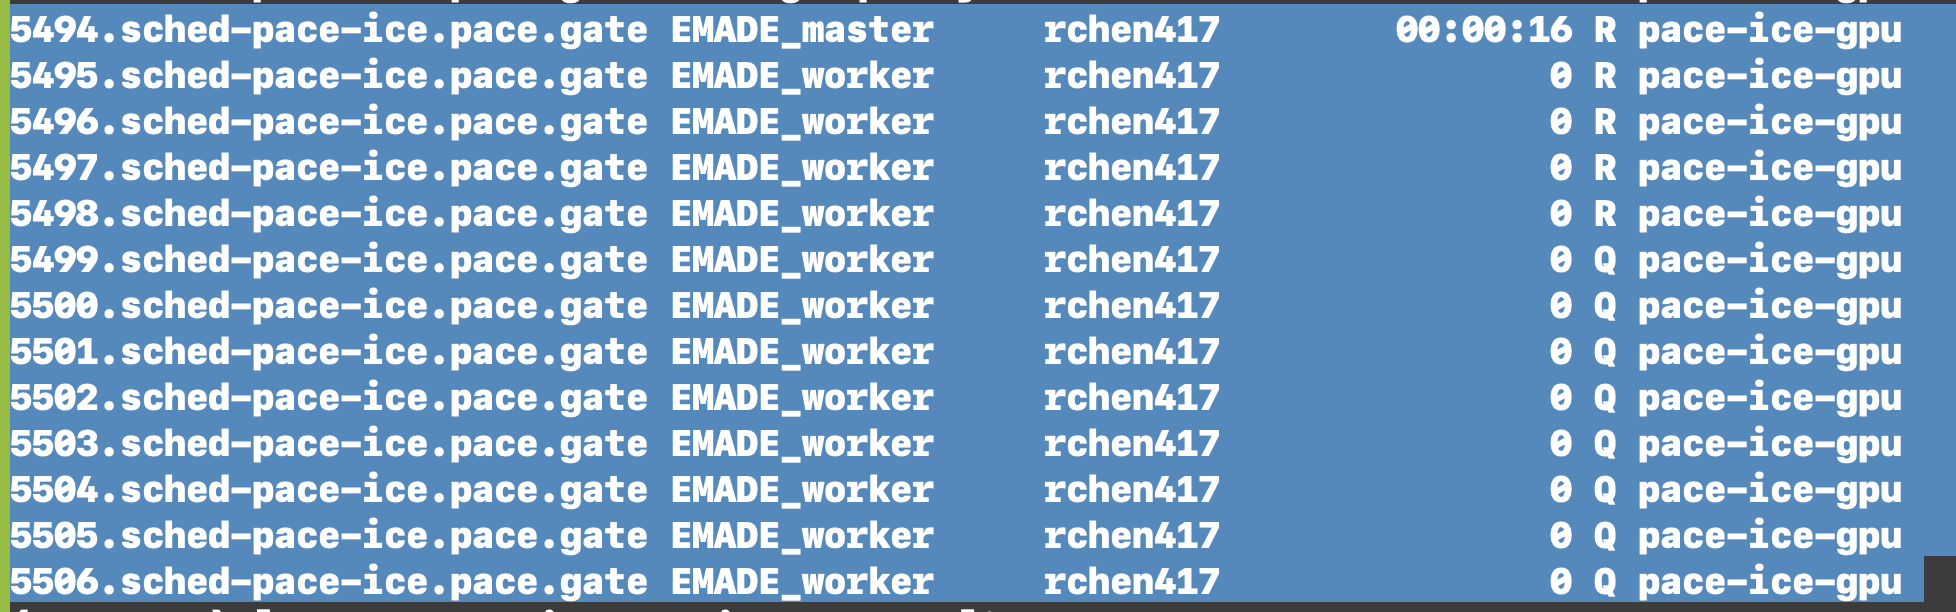 5494.sched-pace-ice.pace.gate EMADE_master rchen417 00:00:16 R pace-ice-gpu
5495.sched-pace-ice.pace.gate EMADE_worker rchen417 0 R pace-ice-gpu
5496.sched-pace-ice.pace.gate EMADE_worker rchen417 0 R pace-ice-gpu
5497.sched-pace-ice.pace.gate EMADE_worker rchen417 0 R pace-ice-gpu
5498.sched-pace-ice.pace.gate EMADE_worker rchen417 0 R pace-ice-gpu
5499.sched-pace-ice.pace.gate EMADE_worker rchen417 0 Q pace-ice-gpu
5500.sched-pace-ice.pace.gate EMADE_worker rchen417 0 Q pace-ice-gpu
5501.sched-pace-ice.pace.gate EMADE_worker rchen417 0 Q pace-ice-gpu
5502.sched-pace-ice.pace.gate EMADE_worker rchen417 0 Q pace-ice-gpu
5503.sched-pace-ice.pace.gate EMADE_worker rchen417 0 Q pace-ice-gpu
5504.sched-pace-ice.pace.gate EMADE_worker rchen417 0 Q pace-ice-gpu
5505.sched-pace-ice.pace.gate EMADE_worker rchen417 0 Q pace-ice-gpu
5506.sched-pace-ice.pace.gate EMADE_worker rchen417 0 Q pace-ice-gpu